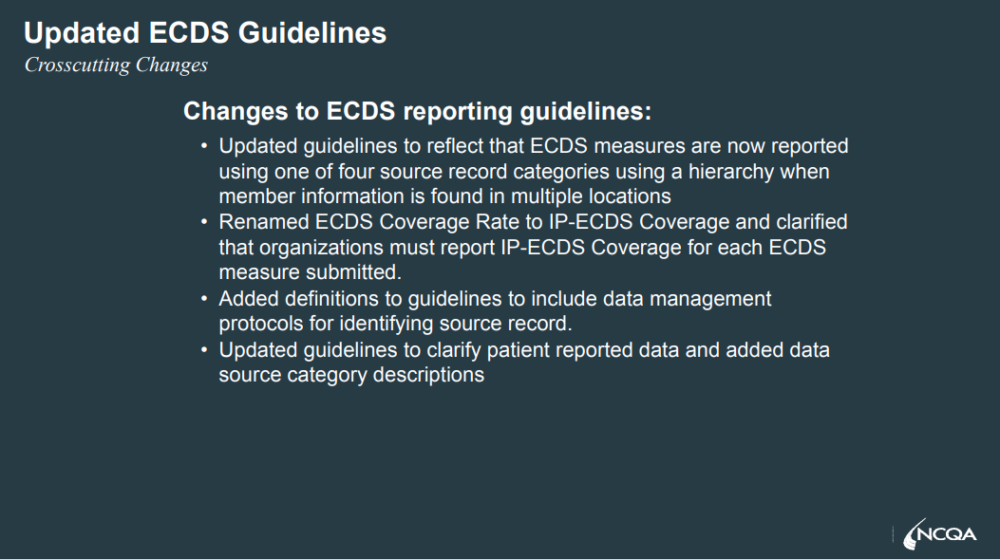 Updated ECDS Guidelines
Crosscutting Changes
Changes to ECDS reporting guidelines:
• Updated guidelines to reflect that ECDS measures are now reported
using one of four source record categories using a hierarchy when
member information is found in multiple locations
• Renamed ECDS Coverage Rate to IP-ECDS Coverage and clarified
that organizations must report IP-ECDS Coverage for each ECDS
measure submitted.
• Added definitions to guidelines to include data management
protocols for identifying source record.
• Updated guidelines to clarify patient reported data and added data
source category descriptions
NCQA